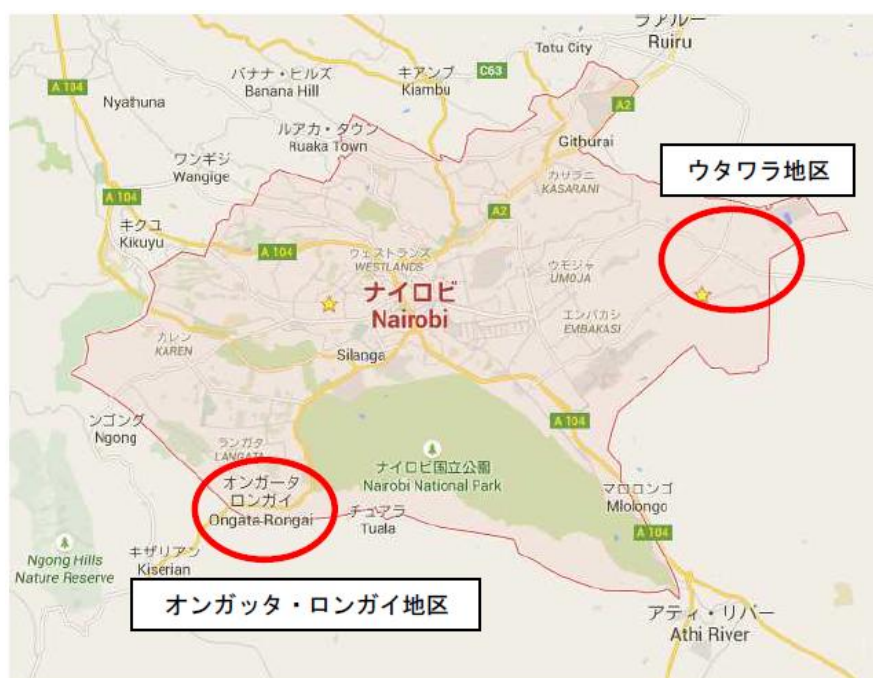 ラアルー
Ruiru
Tatu City
バナナ・ヒルズ
Banana Hill
キアンブ
Kiambu
C63
A 104
Nyathuna
A2
ルアカ・タウン
Ruaka Town
Githurai
ワンギジ
Wangige
カサラニ
KASARANI
ウタワラ地区
A 104
A2
キクユ
Kikuyu
A 104
ウェストランズ
WESTLANDS
ウモジャ
UMOJA
ナイロビ
Nairobi
エンバカシ
EMBAKASI
カレン
KAREN
Silanga
ンゴング
Ngong
A 104
ランガタ
LANGATA
ナイロビ国立公園
Nairobi National Park
オンガータ
ロンガイ
Ongata Rongai
マロロンゴ
Mlolongo
チュアラ
Tuala
A 104
キザリアン
Kiserian
Ngong Hills
Nature Reserve
オンガッタ・ロンガイ地区
アティ・リバー
Athi River